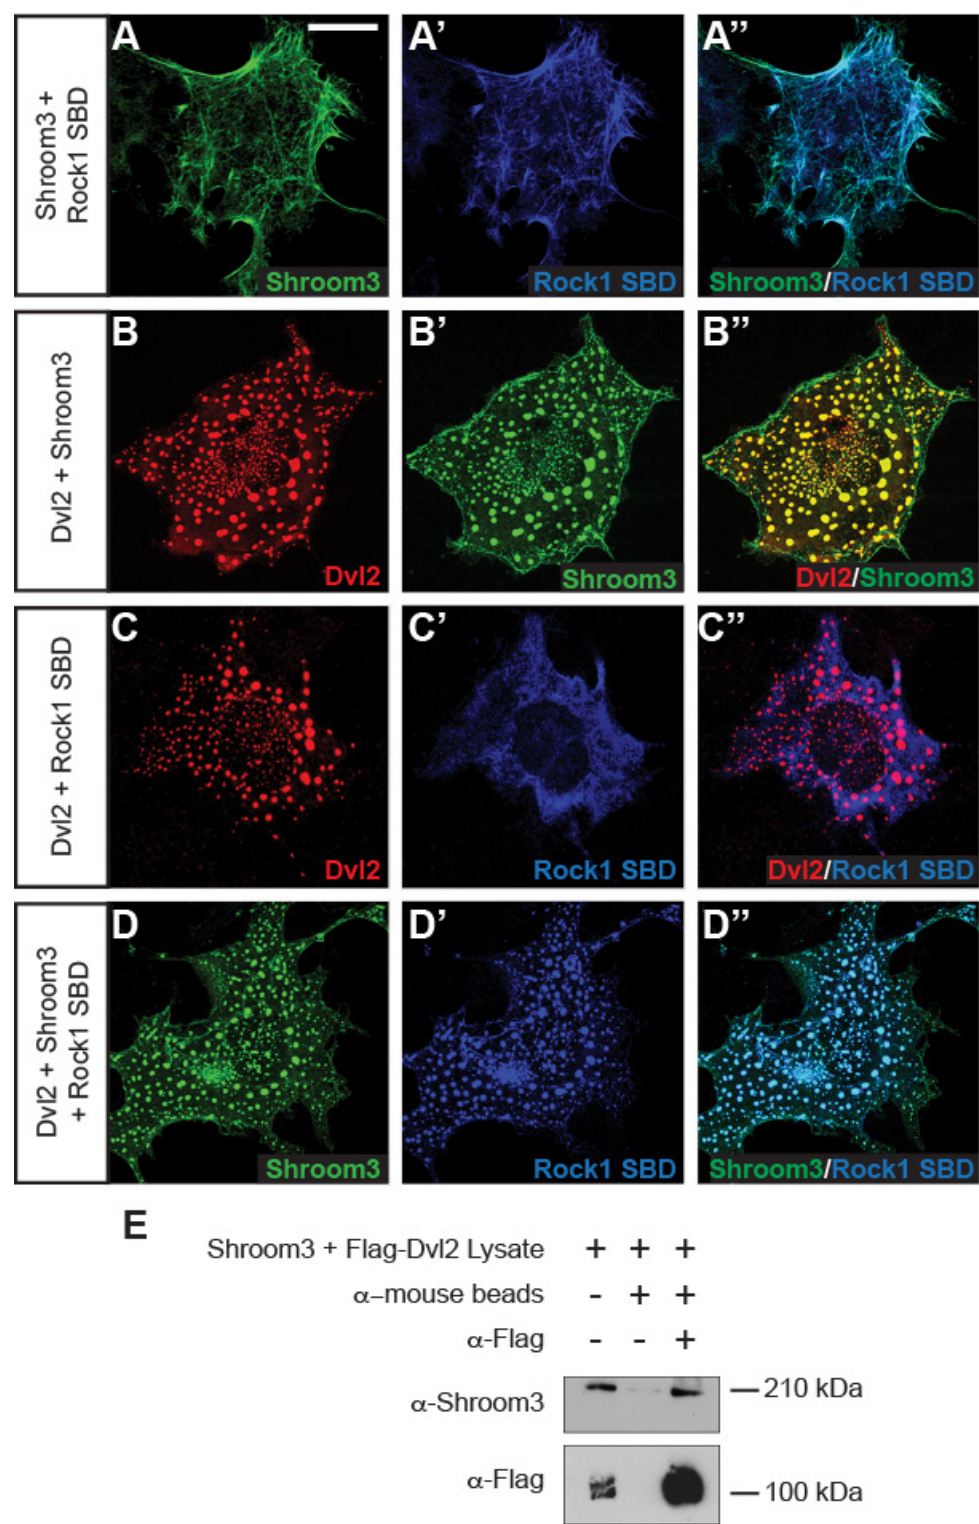 Shroom3 +
Rock1 SBD
A
Shroom3
A’
Rock1 SBD
A”
Shroom3/Rock1 SBD
Dvl2 + Shroom3
B
Dvl2
B’
Shroom3
B”
Dvl2/Shroom3
Dvl2 + Rock1 SBD
C
Dvl2
C’
Rock1 SBD
C”
Dvl2/Rock1 SBD
Dvl2 + Shroom3
+ Rock1 SBD
D
Shroom3
D’
Rock1 SBD
D”
Shroom3/Rock1 SBD
E
Shroom3 + Flag-Dvl2 Lysate + + +
α–mouse beads - + +
α-Flag - - +
α-Shroom3 — 210 kDa
α-Flag — 100 kDa